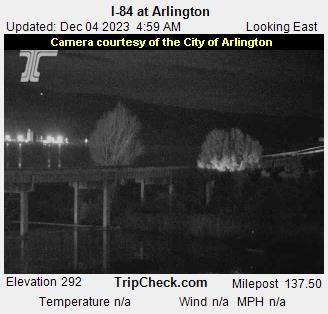 I-84 at Arlington
Updated: Dec 04 2023 4:59 AM Looking East
Camera courtesy of the City of Arlington
Elevation 292 TripCheck.com Milepost 137.50
Temperature n/a Wind n/a MPH n/a